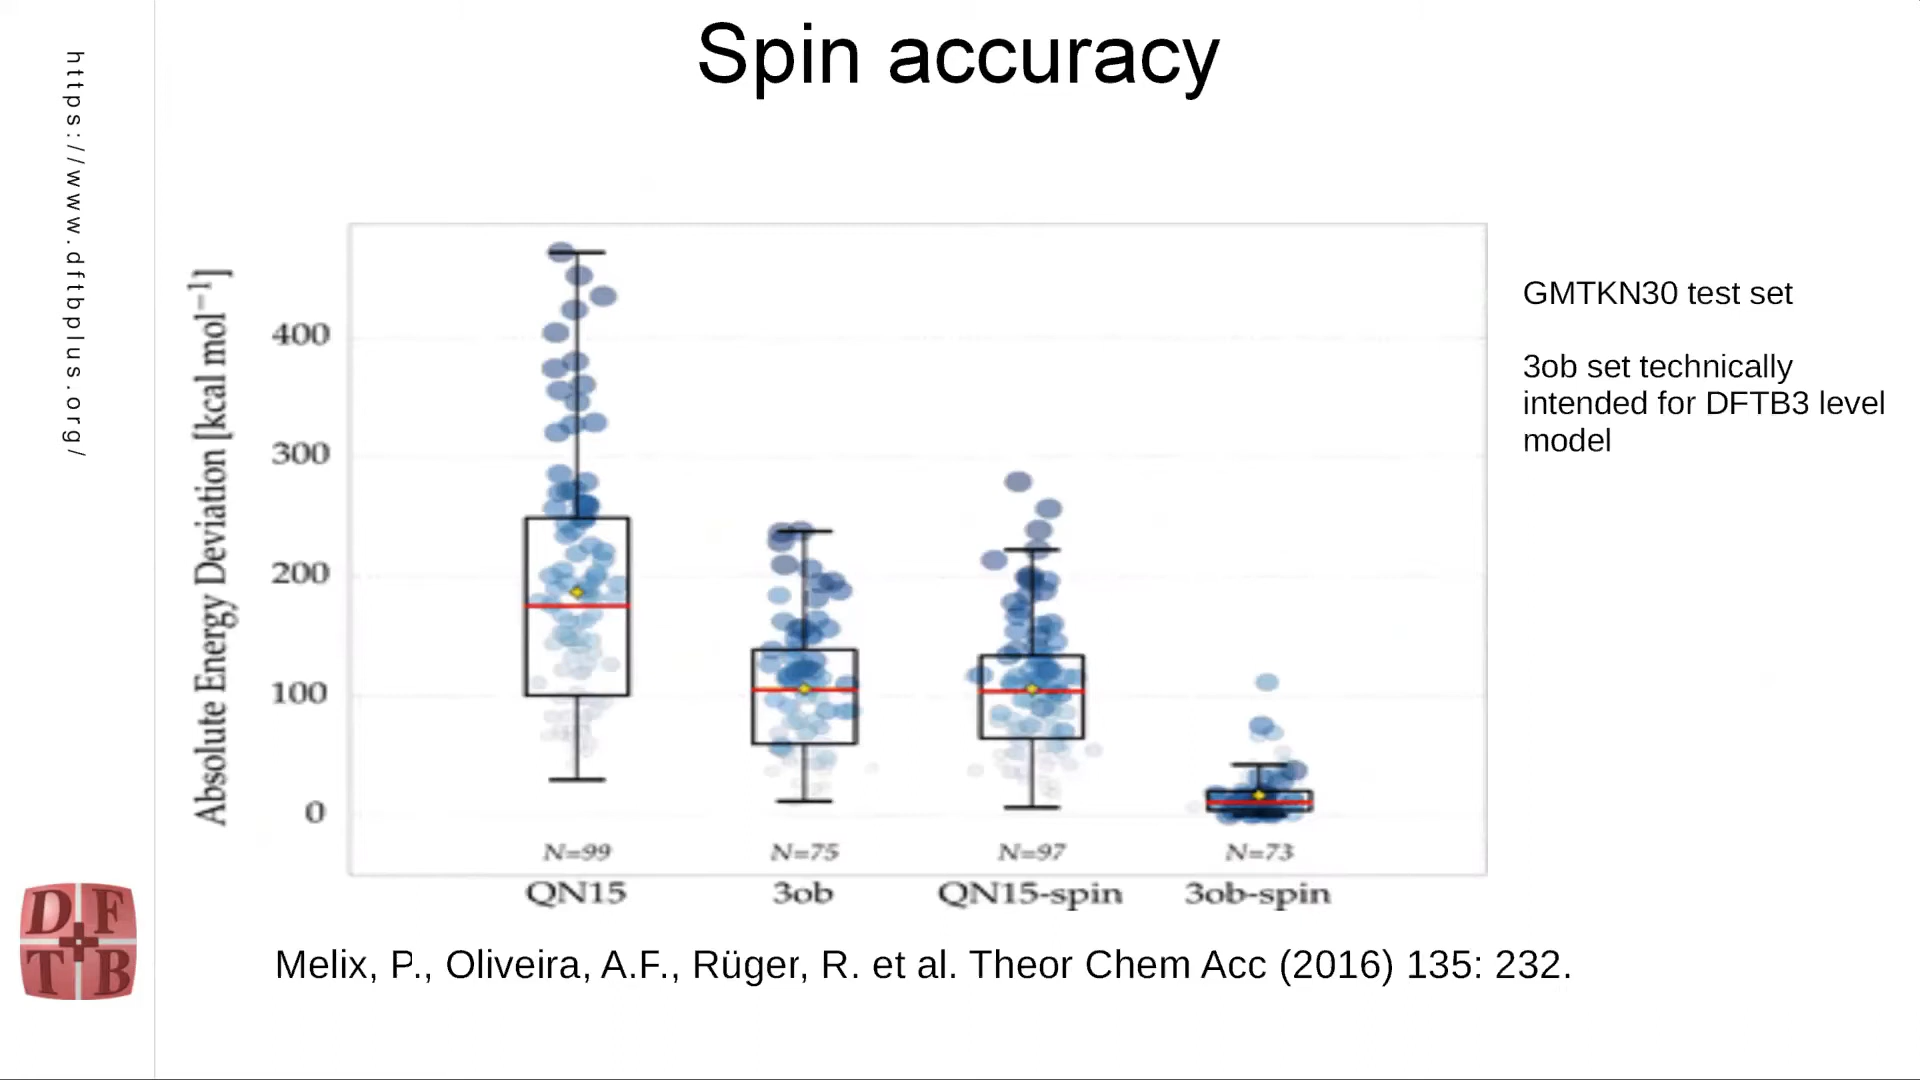 Spin accuracy
https://www.dftbplus.org/
Absolute Energy Deviation [kcal mol⁻¹]
400
300
200
100
0
N=99 N=75 N=97 N=73
QN15 3ob QN15-spin 3ob-spin
GMTKN30 test set
3ob set technically
intended for DFTB3 level
model
D F
T B
Melix, P., Oliveira, A.F., Rüger, R. et al. Theor Chem Acc (2016) 135: 232.